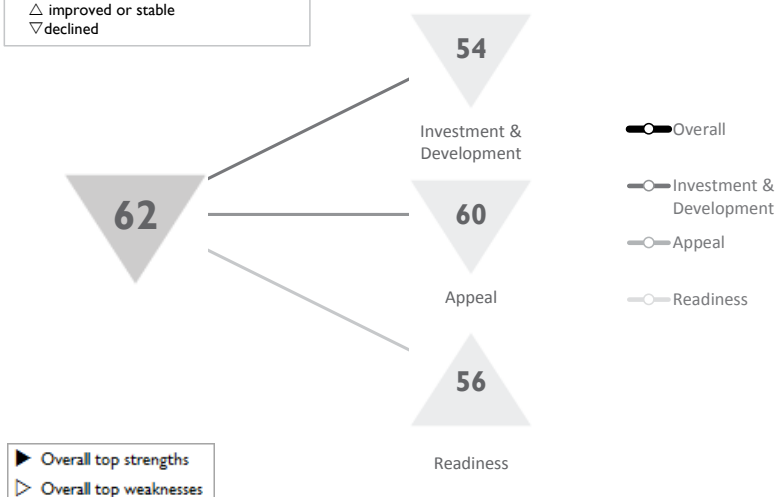 △ improved or stable
▽declined
54
Investment &
Development
62
60
Appeal
56
Readiness
Overall
Investment &
Development
Appeal
Readiness
▶ Overall top strengths
▷ Overall top weaknesses